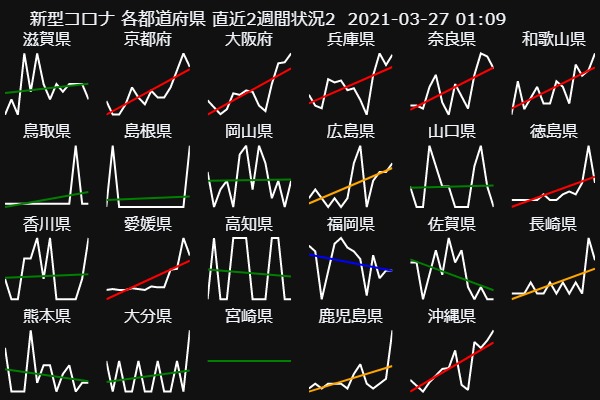 新型コロナ 各都道府県 直近2週間状況2 2021-03-27 01:09
滋賀県 京都府 大阪府 兵庫県 奈良県 和歌山県
鳥取県 島根県 岡山県 広島県 山口県 徳島県
香川県 愛媛県 高知県 福岡県 佐賀県 長崎県
熊本県 大分県 宮崎県 鹿児島県 沖縄県